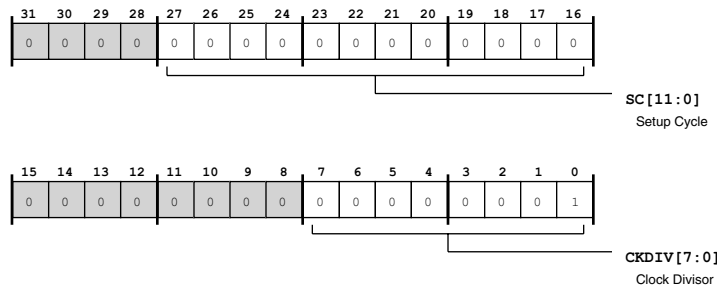 31 30 29 28 27 26 25 24 23 22 21 20 19 18 17 16
0 0 0 0 0 0 0 0 0 0 0 0 0 0 0 0
SC[11:0]
Setup Cycle
15 14 13 12 11 10 9 8 7 6 5 4 3 2 1 0
0 0 0 0 0 0 0 0 0 0 0 0 0 0 0 1
CKDIV[7:0]
Clock Divisor